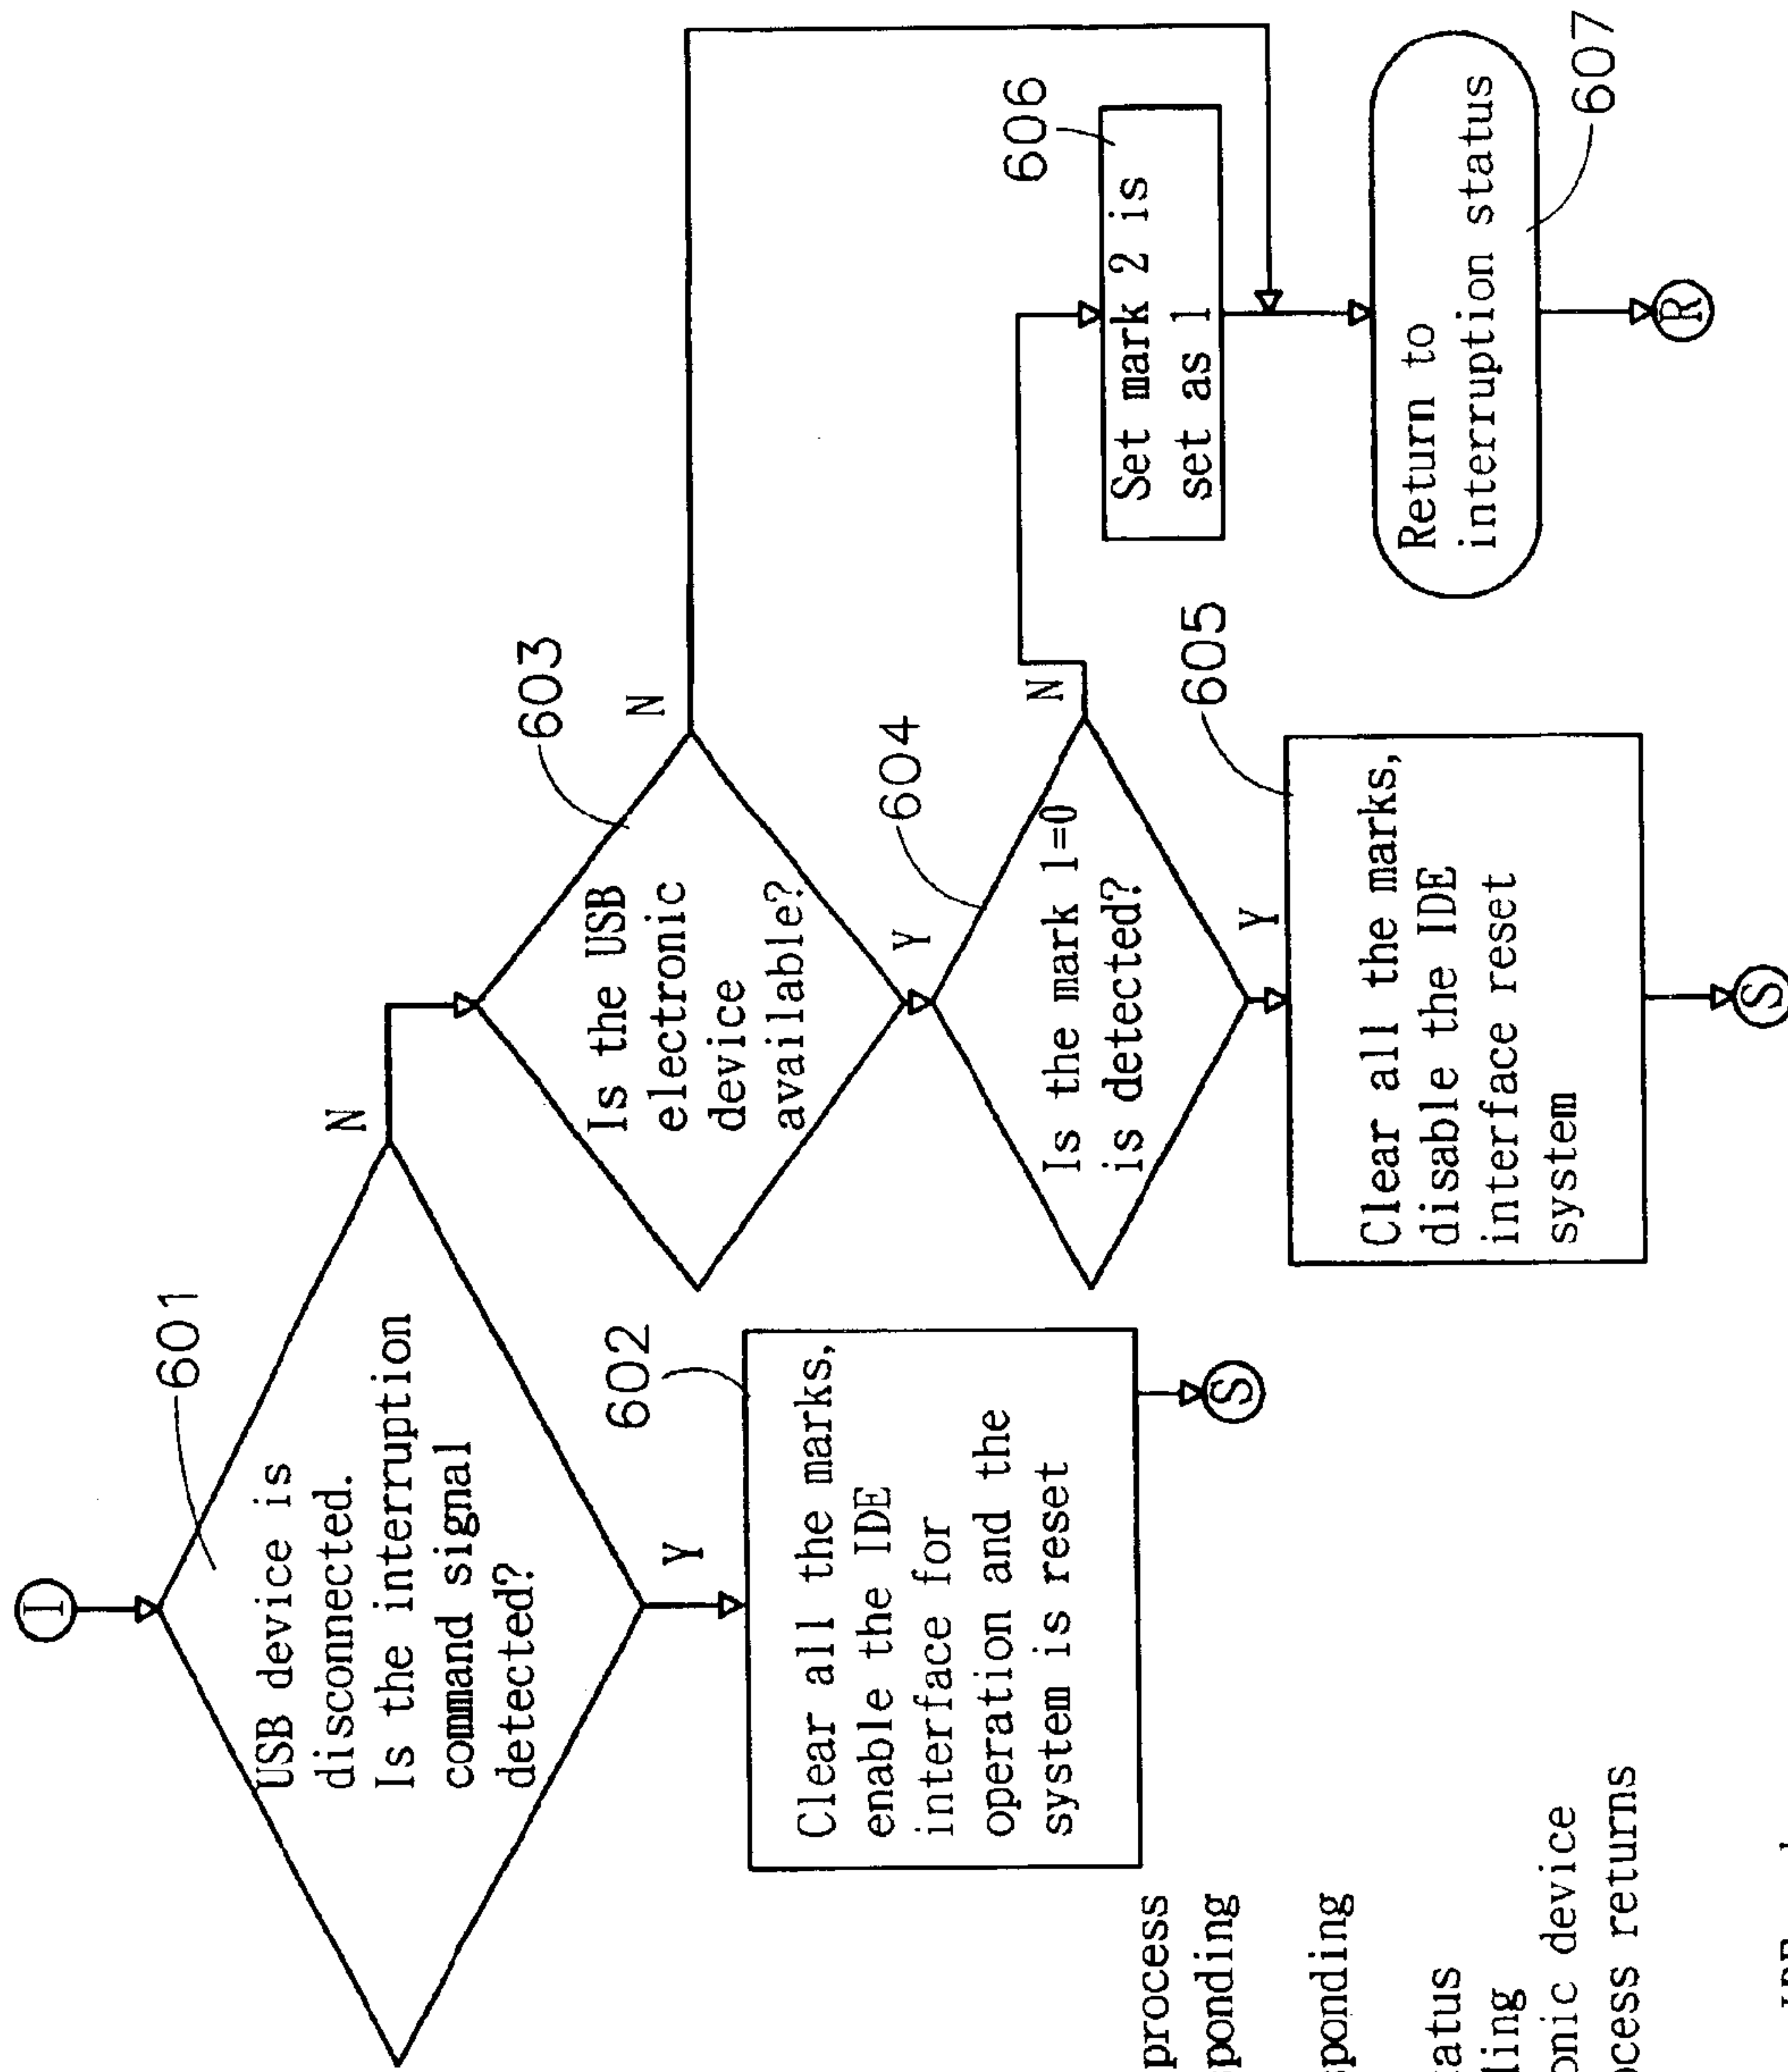 I
601
USB device is
disconnected.
Is the interruption
command signal
detected?
N
Y
602
Clear all the marks,
enable the IDE
interface for
operation and the
system is reset
S
603
Is the USB
electronic
device
available?
N
Y
604
Is the mark 1=0
is detected?
N
Y
605
Clear all the marks,
disable the IDE
interface reset
system
S
606
Set mark 2 is
set as 1
607
Return to
interruption status
R
process
ponding
ponding
atus
ling
onic device
cess returns